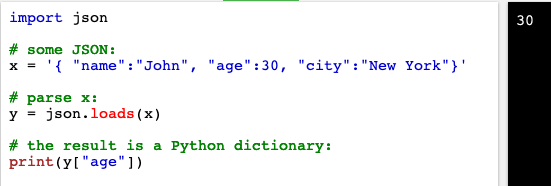 import json
# some JSON:
x = '{ "name":"John", "age":30, "city":"New York"}'
# parse x:
y = json.loads(x)
# the result is a Python dictionary:
print(y["age"])
30